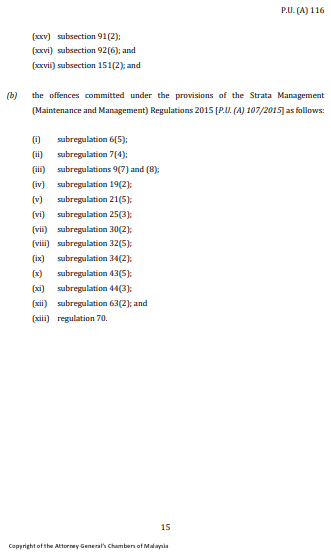 P.U. (A) 116
(xxv) subsection 91(2);
(xxvi) subsection 92(6); and
(xxvii) subsection 151(2); and
(b) the offences committed under the provisions of the Strata Management
(Maintenance and Management) Regulations 2015 [P.U. (A) 107/2015] as follows:
(i) subregulation 6(5);
(ii) subregulation 7(4);
(iii) subregulations 9(7) and (8);
(iv) subregulation 19(2);
(v) subregulation 21(5);
(vi) subregulation 25(3);
(vii) subregulation 30(2);
(viii) subregulation 32(5);
(ix) subregulation 34(2);
(x) subregulation 43(5);
(xi) subregulation 44(3);
(xii) subregulation 63(2); and
(xiii) regulation 70.
15
Copyright of the Attorney General's Chambers of Malaysia